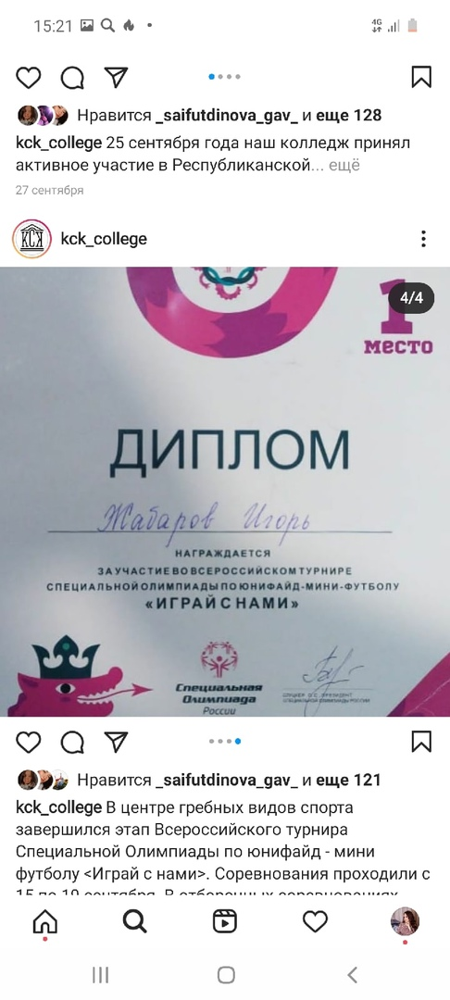 15:21
4G
Нравится _saifutdinova_gav_ и еще 128
kck_college 25 сентября года наш колледж принял
активное участие в Республиканской... ещё
27 сентября
КСК kck_college
4/4
1
место
ДИПЛОМ
Жабаров Игорь
НАГРАЖДАЕТСЯ
ЗА УЧАСТИЕ ВО ВСЕРОССИЙСКОМ ТУРНИРЕ
СПЕЦИАЛЬНОЙ ОЛИМПИАДЫ ПО ЮНИФАЙД-МИНИ-ФУТБОЛУ
«ИГРАЙ С НАМИ»
Специальная
Олимпиада
России
Нравится _saifutdinova_gav_ и еще 121
kck_college В центре гребных видов спорта
завершился этап Всероссийского турнира
Специальной Олимпиады по юнифайд - мини
футболу <Играй с нами>. Соревнования проходили с
15 по 19 сентября. В отборочных соревнованиях